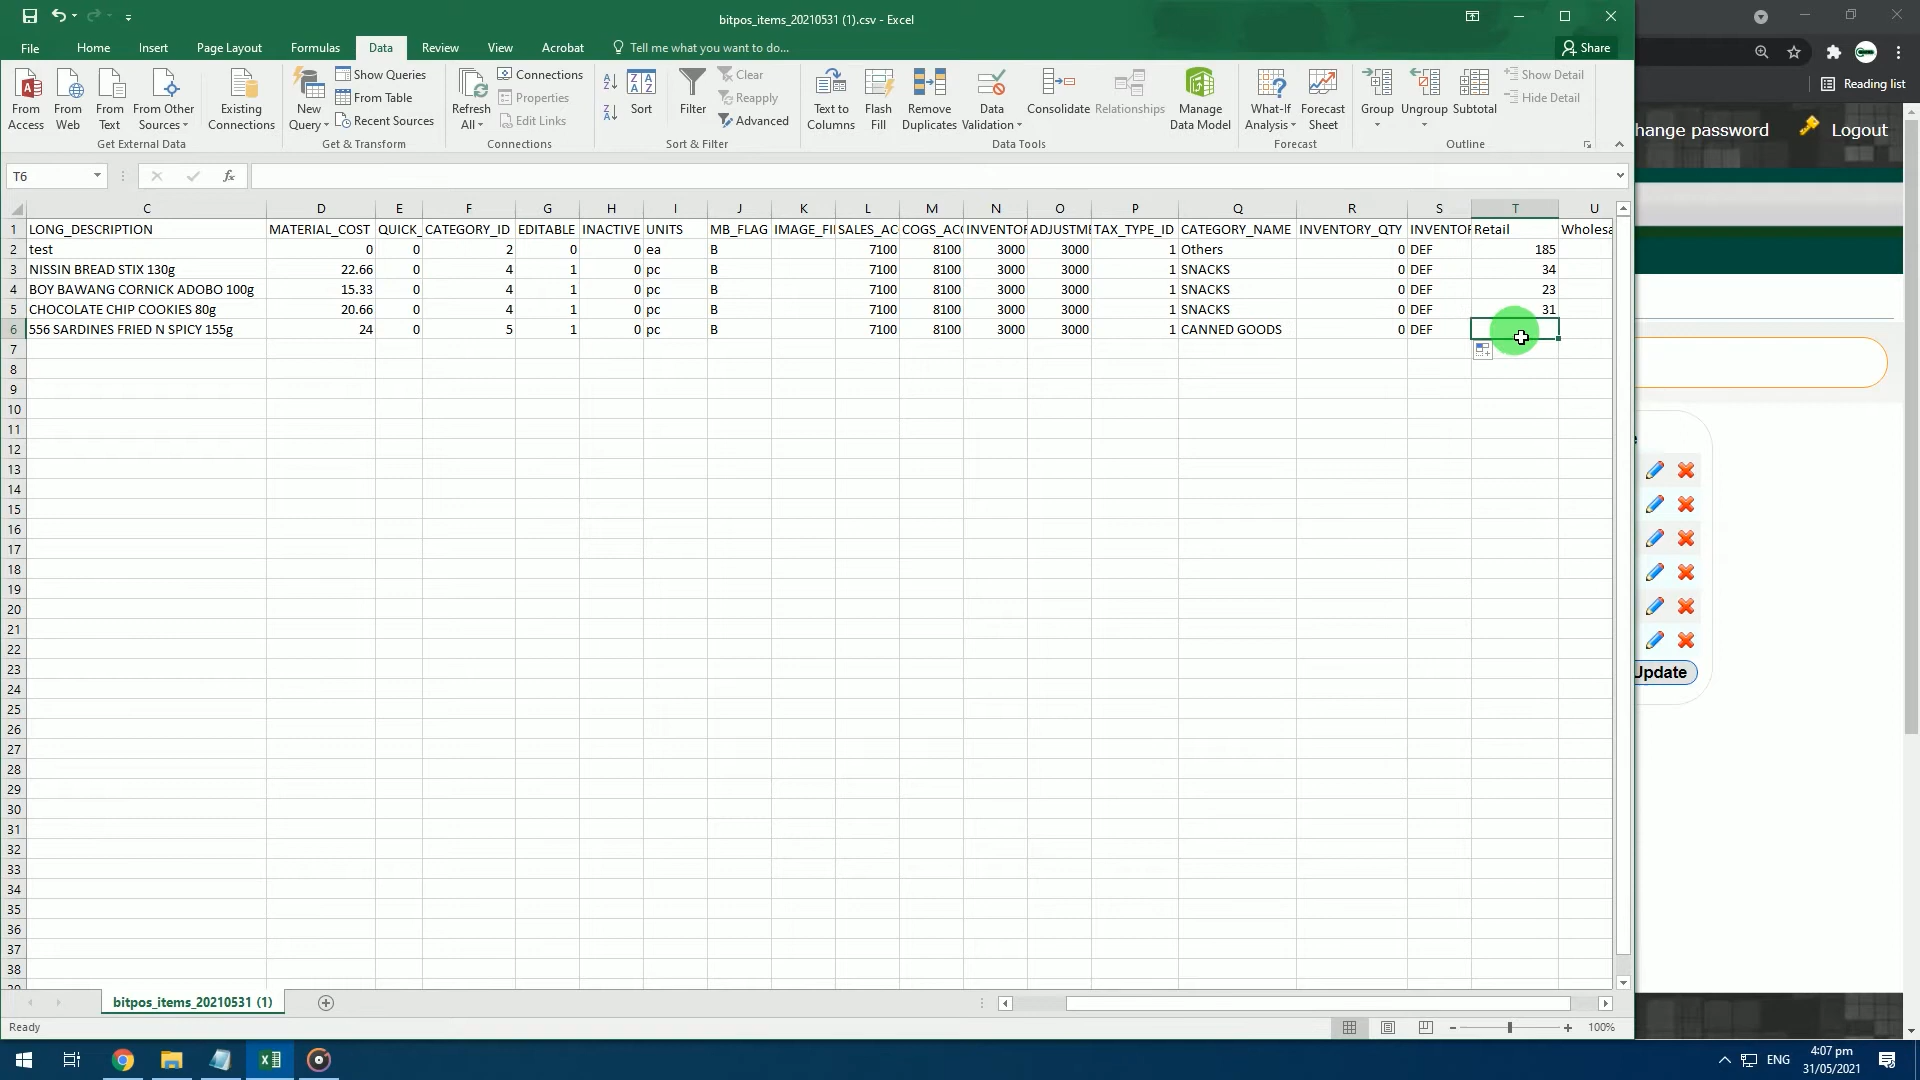 bitpos_items_20210531 (1).csv - Excel
File Home Insert Page Layout Formulas Data Review View Acrobat Tell me what you want to do... Share
Reading list
From Access From Web From Text From Other Sources Existing Connections
Get External Data
New Query Show Queries From Table Recent Sources
Get & Transform
Refresh All Connections Properties Edit Links
Connections
Sort Filter Clear Reapply Advanced
Sort & Filter
Text to Columns Flash Fill Remove Duplicates Data Validation Consolidate Relationships Manage Data Model
Data Tools
What-If Analysis Forecast Sheet
Forecast
Group Ungroup Subtotal Show Detail Hide Detail
Outline
hange password Logout
T6 fx
C D E F G H I J K L M N O P Q R S T U
1 LONG_DESCRIPTION MATERIAL_COST QUICK_ CATEGORY_ID EDITABLE INACTIVE UNITS MB_FLAG IMAGE_FI SALES_AC COGS_AC INVENTOR ADJUSTME TAX_TYPE_ID CATEGORY_NAME INVENTORY_QTY INVENTOR Retail Wholesa
2 test 0 0 2 0 0 ea B 7100 8100 3000 3000 1 Others 0 DEF 185
3 NISSIN BREAD STIX 130g 22.66 0 4 1 0 pc B 7100 8100 3000 3000 1 SNACKS 0 DEF 34
4 BOY BAWANG CORNICK ADOBO 100g 15.33 0 4 1 0 pc B 7100 8100 3000 3000 1 SNACKS 0 DEF 23
5 CHOCOLATE CHIP COOKIES 80g 20.66 0 4 1 0 pc B 7100 8100 3000 3000 1 SNACKS 0 DEF 31
6 556 SARDINES FRIED N SPICY 155g 24 0 5 1 0 pc B 7100 8100 3000 3000 1 CANNED GOODS 0 DEF
7
8
9
10
11
12
13
14
15
16
17
18
19
20
21
22
23
24
25
26
27
28
29
30
31
32
33
34
35
36
37
38
Update
bitpos_items_20210531 (1)
Ready 100%
ENG 4:07 pm
31/05/2021